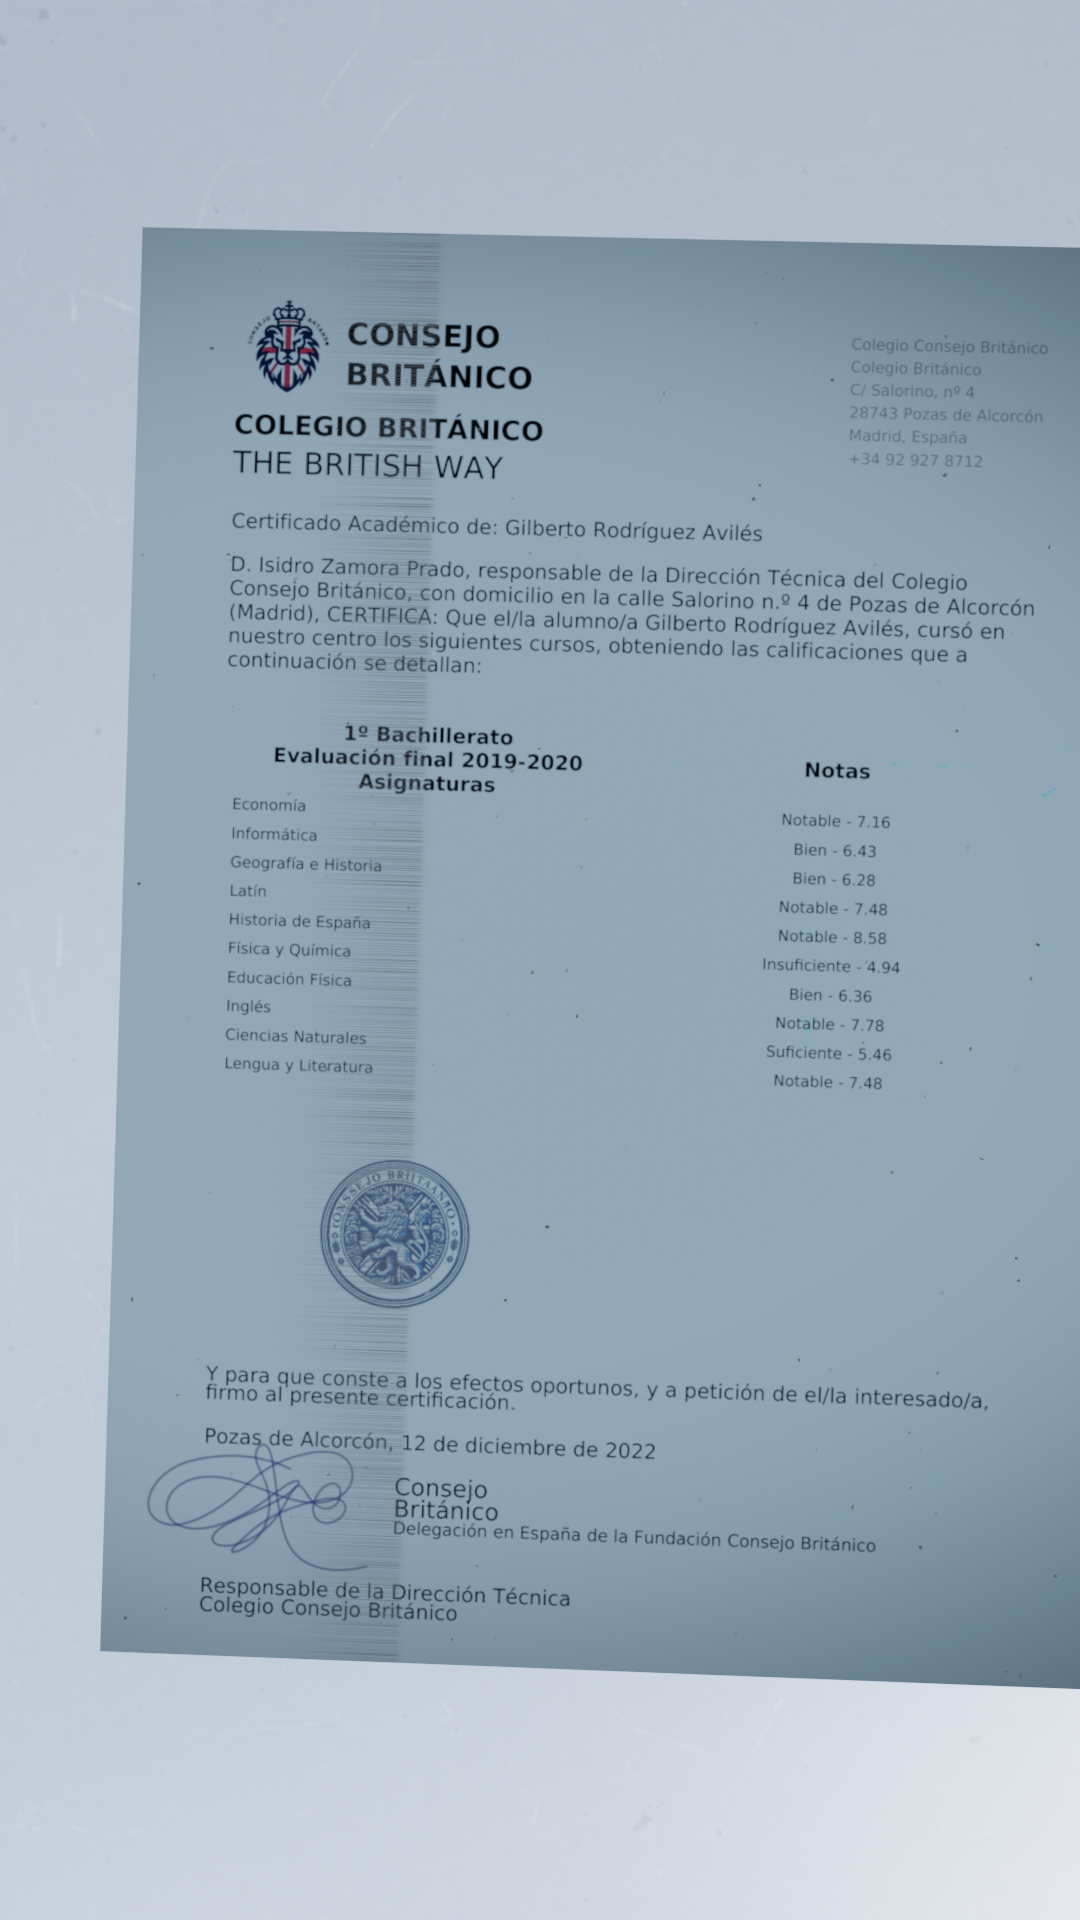 CONSEJO
BRITÁNICO
COLEGIO BRITÁNICO
THE BRITISH WAY
Colegio Consejo Británico
Colegio Británico
C/ Salorino, nº 4
28743 Pozas de Alcorcón
Madrid, España
+34 92 927 8712
Certificado Académico de: Gilberto Rodríguez Avilés
D. Isidro Zamora Prado, responsable de la Dirección Técnica del Colegio
Consejo Británico, con domicilio en la calle Salorino n.º 4 de Pozas de Alcorcón
(Madrid), CERTIFICA: Que el/la alumno/a Gilberto Rodríguez Avilés, cursó en
nuestro centro los siguientes cursos, obteniendo las calificaciones que a
continuación se detallan:
1º Bachillerato
Evaluación final 2019-2020
Asignaturas Notas
Economía Notable - 7.16
Informática Bien - 6.43
Geografía e Historia Bien - 6.28
Latín Notable - 7.48
Historia de España Notable - 8.58
Física y Química Insuficiente - 4.94
Educación Física Bien - 6.36
Inglés Notable - 7.78
Ciencias Naturales Suficiente - 5.46
Lengua y Literatura Notable - 7.48
Y para que conste a los efectos oportunos, y a petición de el/la interesado/a,
firmo al presente certificación.
Pozas de Alcorcón, 12 de diciembre de 2022
Consejo
Británico
Delegación en España de la Fundación Consejo Británico
Responsable de la Dirección Técnica
Colegio Consejo Británico